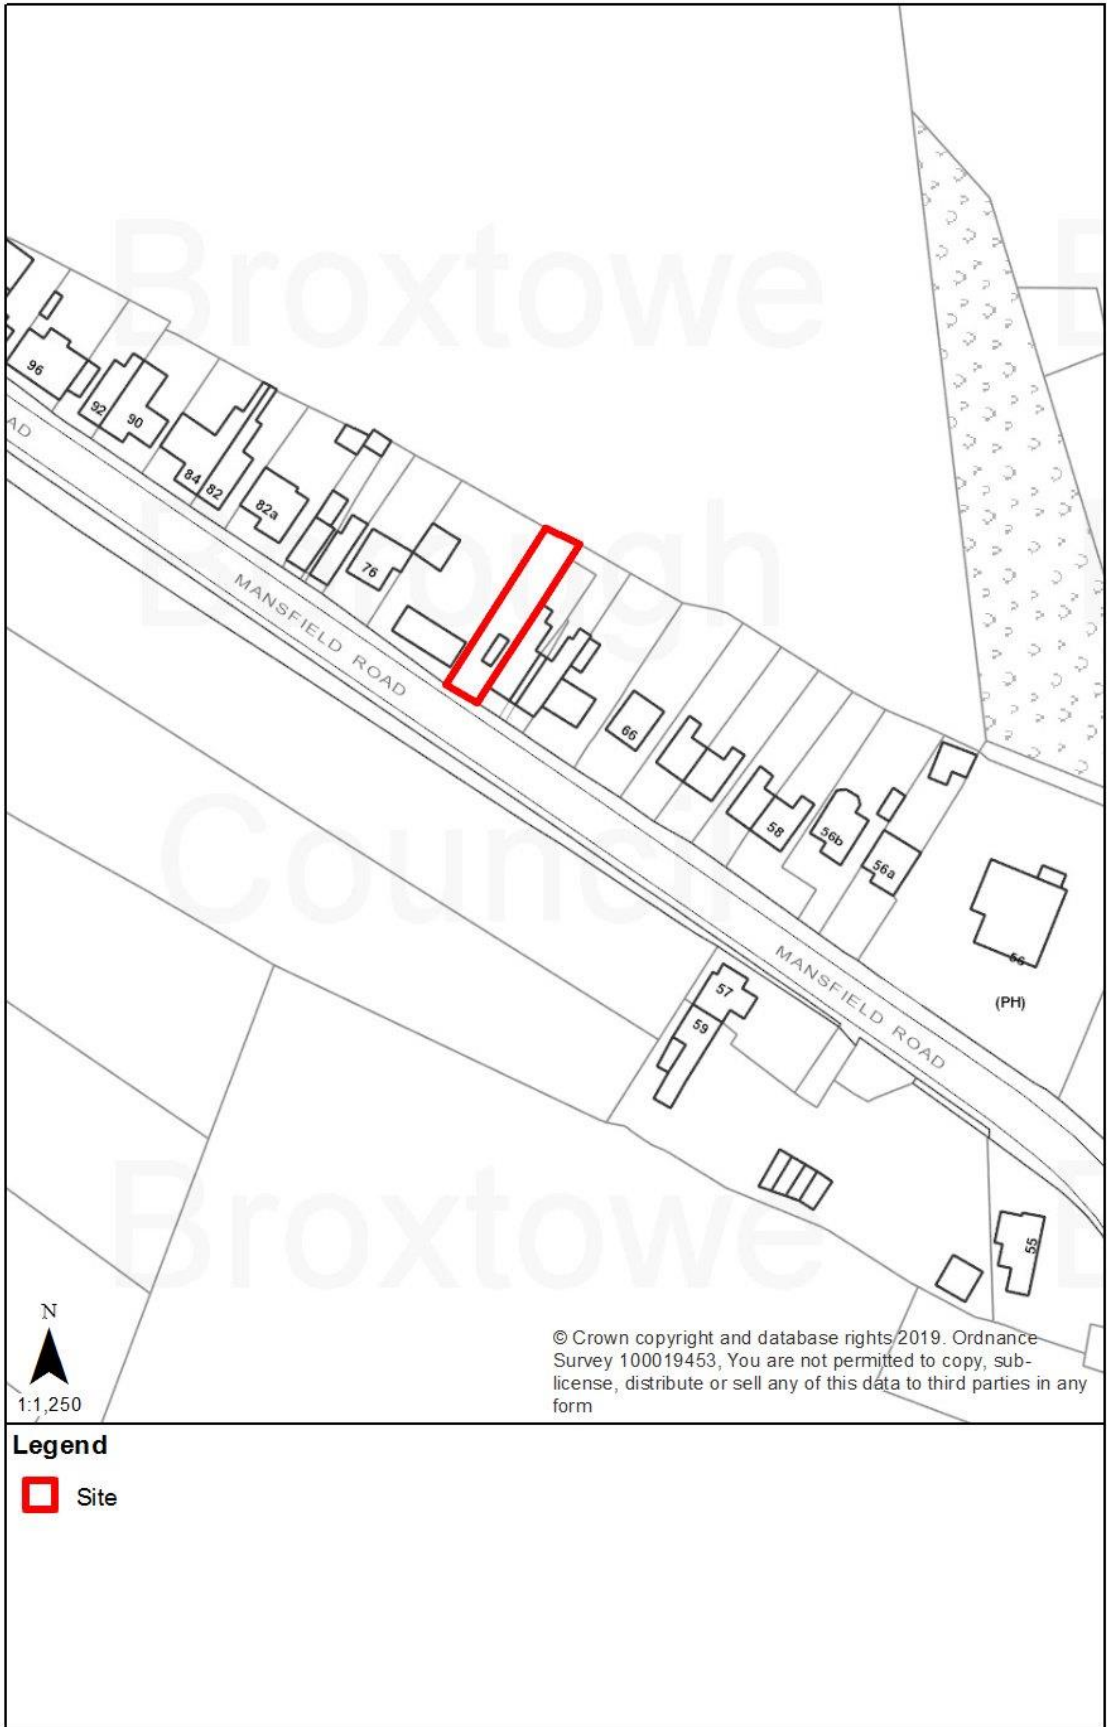 Broxtowe
B
96
92
90
AD
84
82
82a
Borough
76
MANSFIELD ROAD
66
58
56b
56a
Council
56
(PH)
MANSFIELD ROAD
57
59
Broxtowe
B
55
N
1:1,250
© Crown copyright and database rights 2019. Ordnance
Survey 100019453, You are not permitted to copy, sub-
license, distribute or sell any of this data to third parties in any
form
Legend
Site